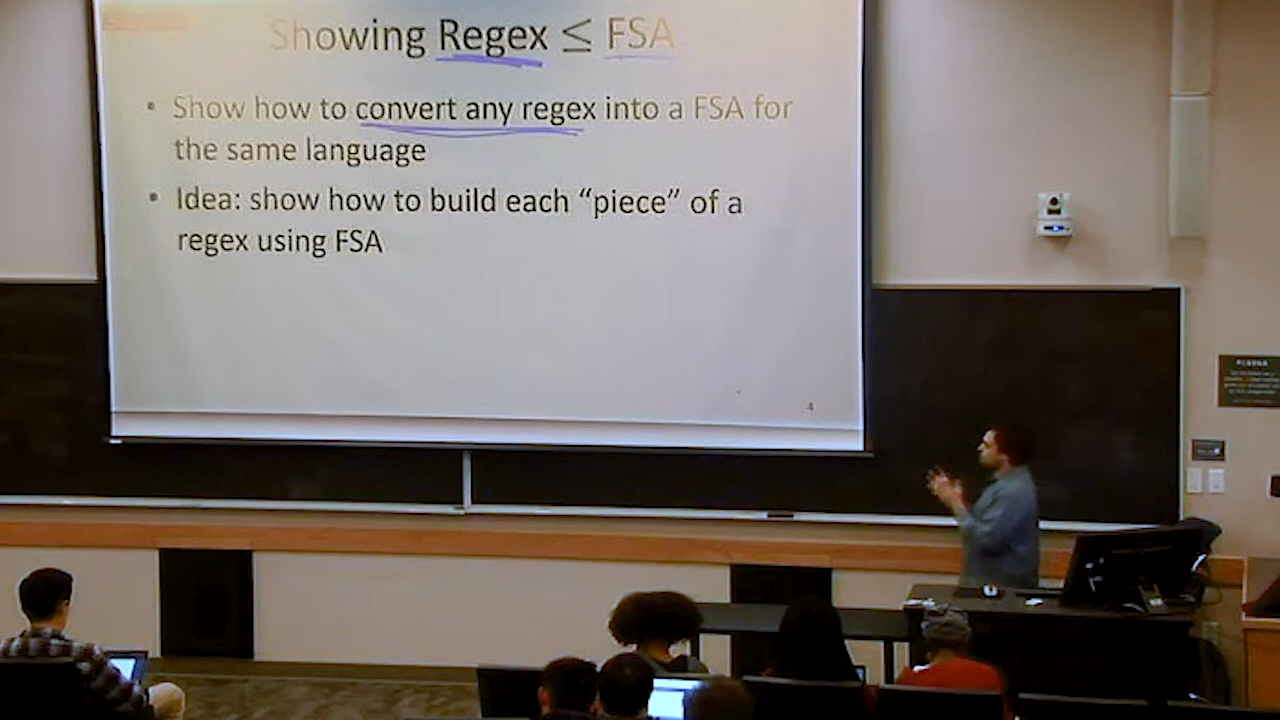 Showing Regex ≤ FSA
• Show how to convert any regex into a FSA for
the same language
• Idea: show how to build each “piece” of a
regex using FSA
4